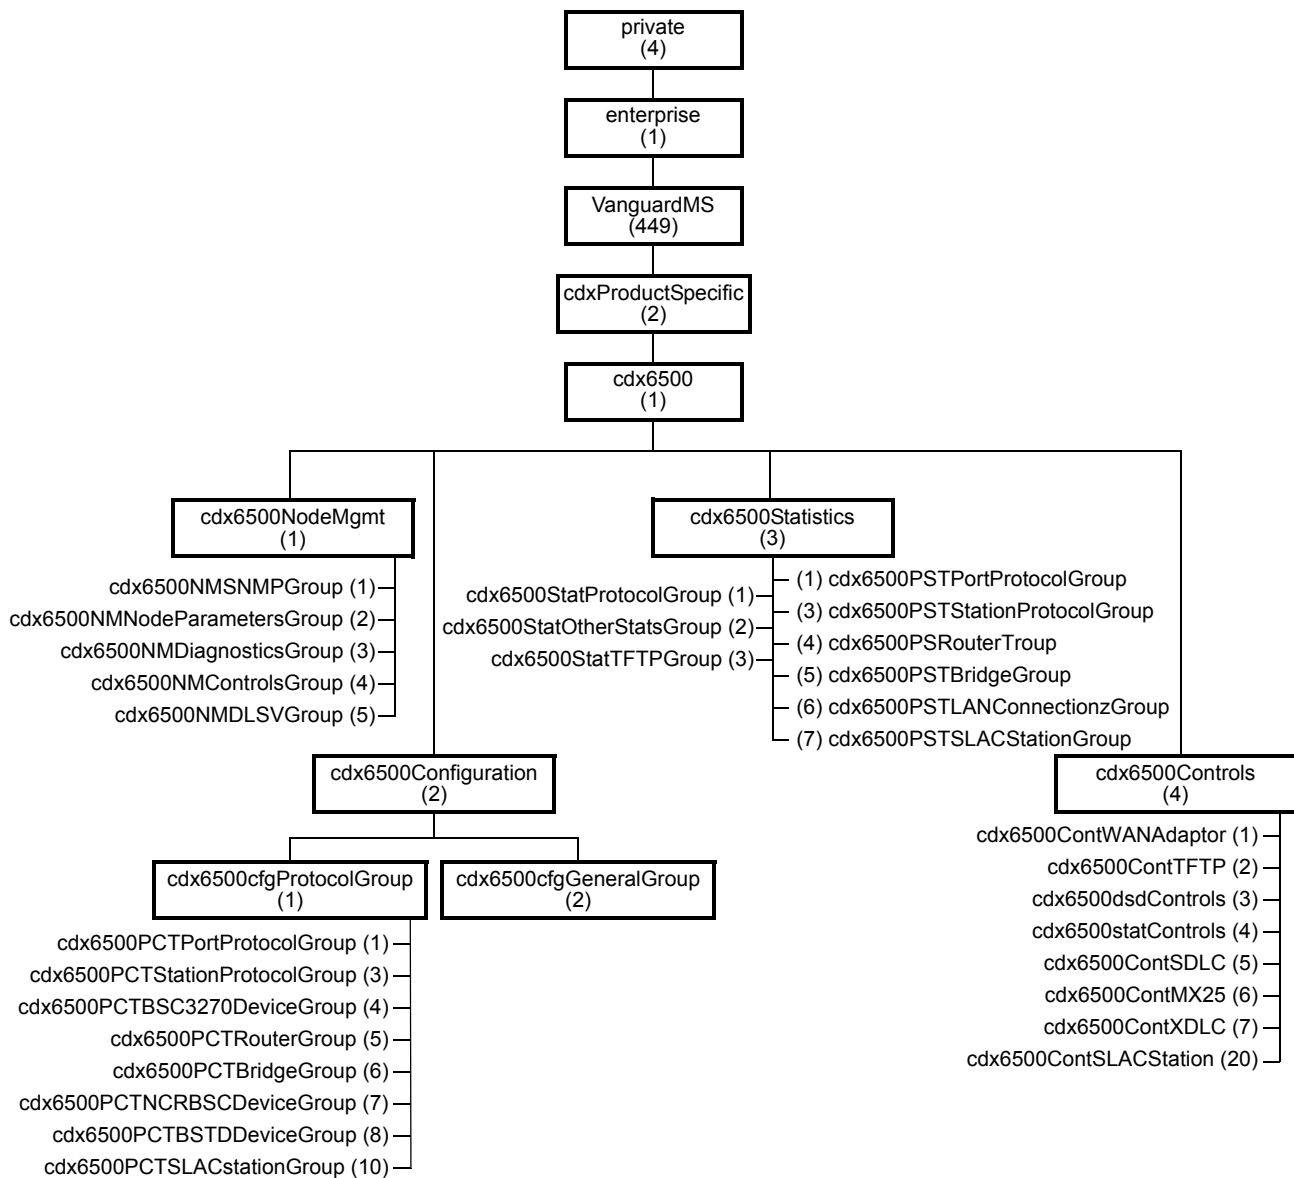 private
(4)
enterprise
(1)
VanguardMS
(449)
cdxProductSpecific
(2)
cdx6500
(1)
cdx6500NodeMgmt
(1)
cdx6500NMSNMPGroup (1)
cdx6500NMNodeParametersGroup (2)
cdx6500NMDiagnosticsGroup (3)
cdx6500NMControlsGroup (4)
cdx6500NMDLSVGroup (5)
cdx6500Statistics
(3)
cdx6500StatProtocolGroup (1)
cdx6500StatOtherStatsGroup (2)
cdx6500StatTFTPGroup (3)
(1) cdx6500PSTPortProtocolGroup
(3) cdx6500PSTStationProtocolGroup
(4) cdx6500PSRouterTroup
(5) cdx6500PSTBridgeGroup
(6) cdx6500PSTLANConnectionzGroup
(7) cdx6500PSTSLACStationGroup
cdx6500Configuration
(2)
cdx6500cfgProtocolGroup
(1)
cdx6500cfgGeneralGroup
(2)
cdx6500PCTPortProtocolGroup (1)
cdx6500PCTStationProtocolGroup (3)
cdx6500PCTBSC3270DeviceGroup (4)
cdx6500PCTRouterGroup (5)
cdx6500PCTBridgeGroup (6)
cdx6500PCTNCRBSCDeviceGroup (7)
cdx6500PCTBSTDDeviceGroup (8)
cdx6500PCTSLACstationGroup (10)
cdx6500Controls
(4)
cdx6500ContWANAdaptor (1)
cdx6500ContTFTP (2)
cdx6500dsdControls (3)
cdx6500statControls (4)
cdx6500ContSDLC (5)
cdx6500ContMX25 (6)
cdx6500ContXDLC (7)
cdx6500ContSLACStation (20)